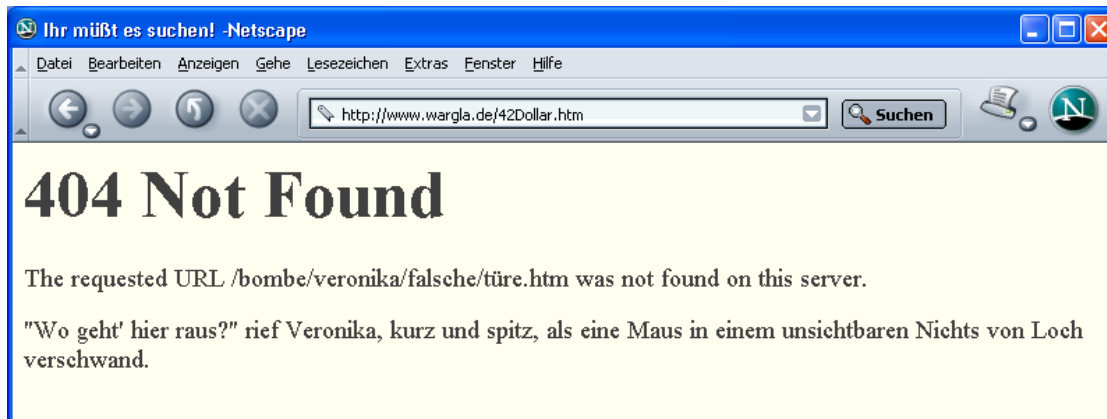 Ihr müßt es suchen! -Netscape
Datei Bearbeiten Anzeigen Gehe Lesezeichen Extras Fenster Hilfe
http://www.wargla.de/42Dollar.htm Suchen N
404 Not Found
The requested URL /bombe/veronika/falsche/türe.htm was not found on this server.
"Wo geht' hier raus?" rief Veronika, kurz und spitz, als eine Maus in einem unsichtbaren Nichts von Loch
verschwand.